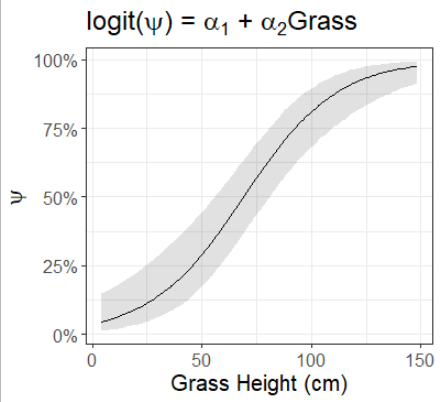 logit(ψ) = α₁ + α₂Grass
100%
75%
50%
25%
0%
ψ
0 50 100 150
Grass Height (cm)